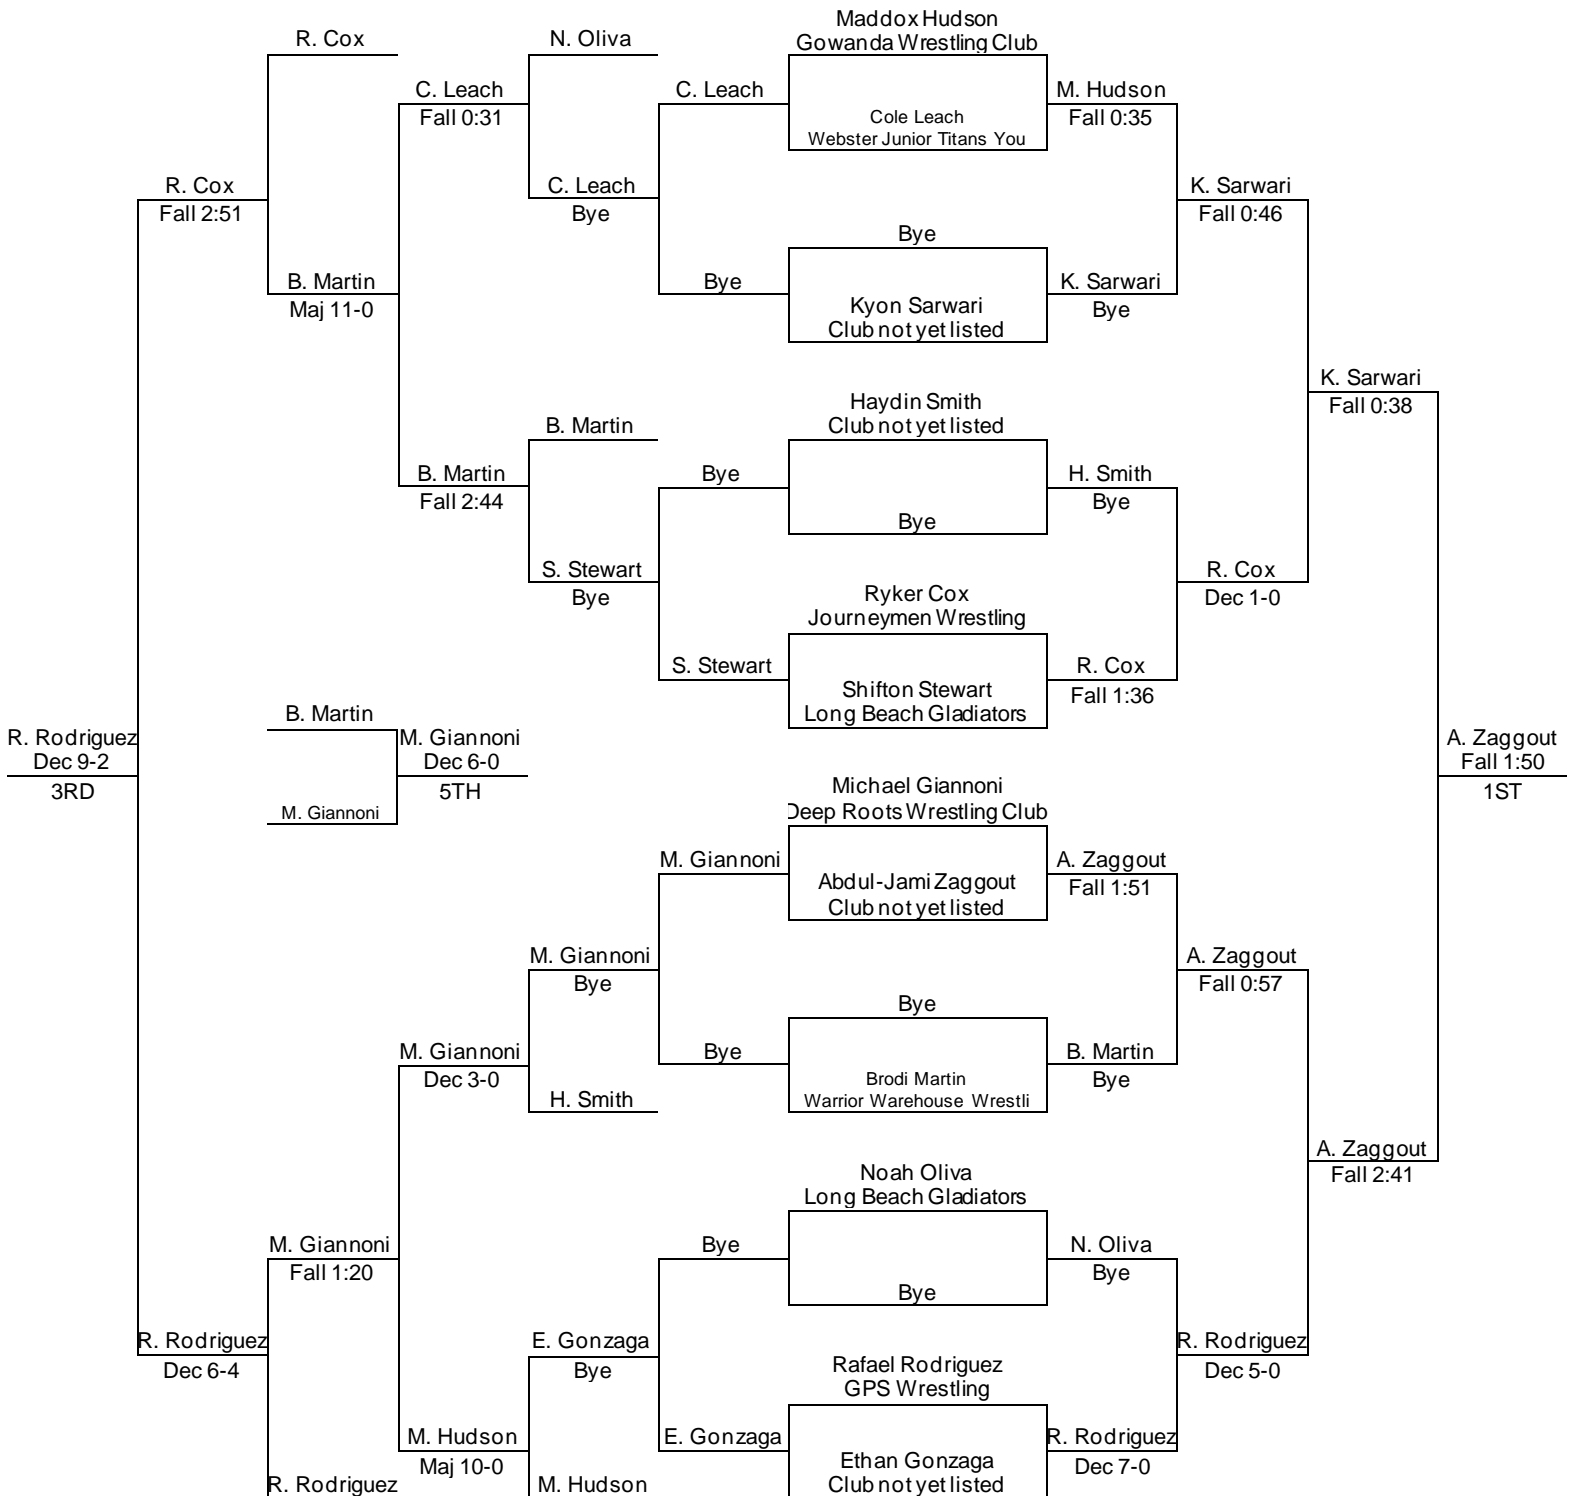 Maddox Hudson
R. Cox
N. Oliva
Gowanda Wrestling Club
C. Leach
C. Leach
M. Hudson
Fall 0:31
Cole Leach
Fall 0:35
Webster Junior Titans You
R. Cox
C. Leach
K. Sarwari
Fall 2:51
Bye
Fall 0:46
Bye
B. Martin
Bye
K. Sarwari
Maj 11-0
Kyon Sarwari
Bye
Club not yet listed
K. Sarwari
Haydin Smith
Fall 0:38
B. Martin
Club not yet listed
B. Martin
Bye
H. Smith
Fall 2:44
Bye
Bye
S. Stewart
R. Cox
Bye
Ryker Cox
Dec 1-0
Journeymen Wrestling
S. Stewart
R. Cox
Shifton Stewart
Fall 1:36
B. Martin
Long Beach Gladiators
R. Rodriguez
M. Giannoni
A. Zaggout
Dec 9-2
Dec 6-0
Fall 1:50
3RD
5TH
Michael Giannoni
1ST
M. Giannoni
Deep Roots Wrestling Club
M. Giannoni
A. Zaggout
Abdul-Jami Zaggout
Fall 1:51
Club not yet listed
M. Giannoni
A. Zaggout
Bye
Fall 0:57
Bye
M. Giannoni
Bye
B. Martin
Dec 3-0
Brodi Martin
Bye
H. Smith
Warrior Warehouse Wrestli
A. Zaggout
Noah Oliva
Fall 2:41
Long Beach Gladiators
M. Giannoni
Bye
N. Oliva
Fall 1:20
Bye
Bye
R. Rodriguez
E. Gonzaga
R. Rodriguez
Dec 6-4
Bye
Rafael Rodriguez
Dec 5-0
GPS Wrestling
M. Hudson
E. Gonzaga
R. Rodriguez
Maj 10-0
Ethan Gonzaga
Dec 7-0
R. Rodriguez
M. Hudson
Club not yet listed